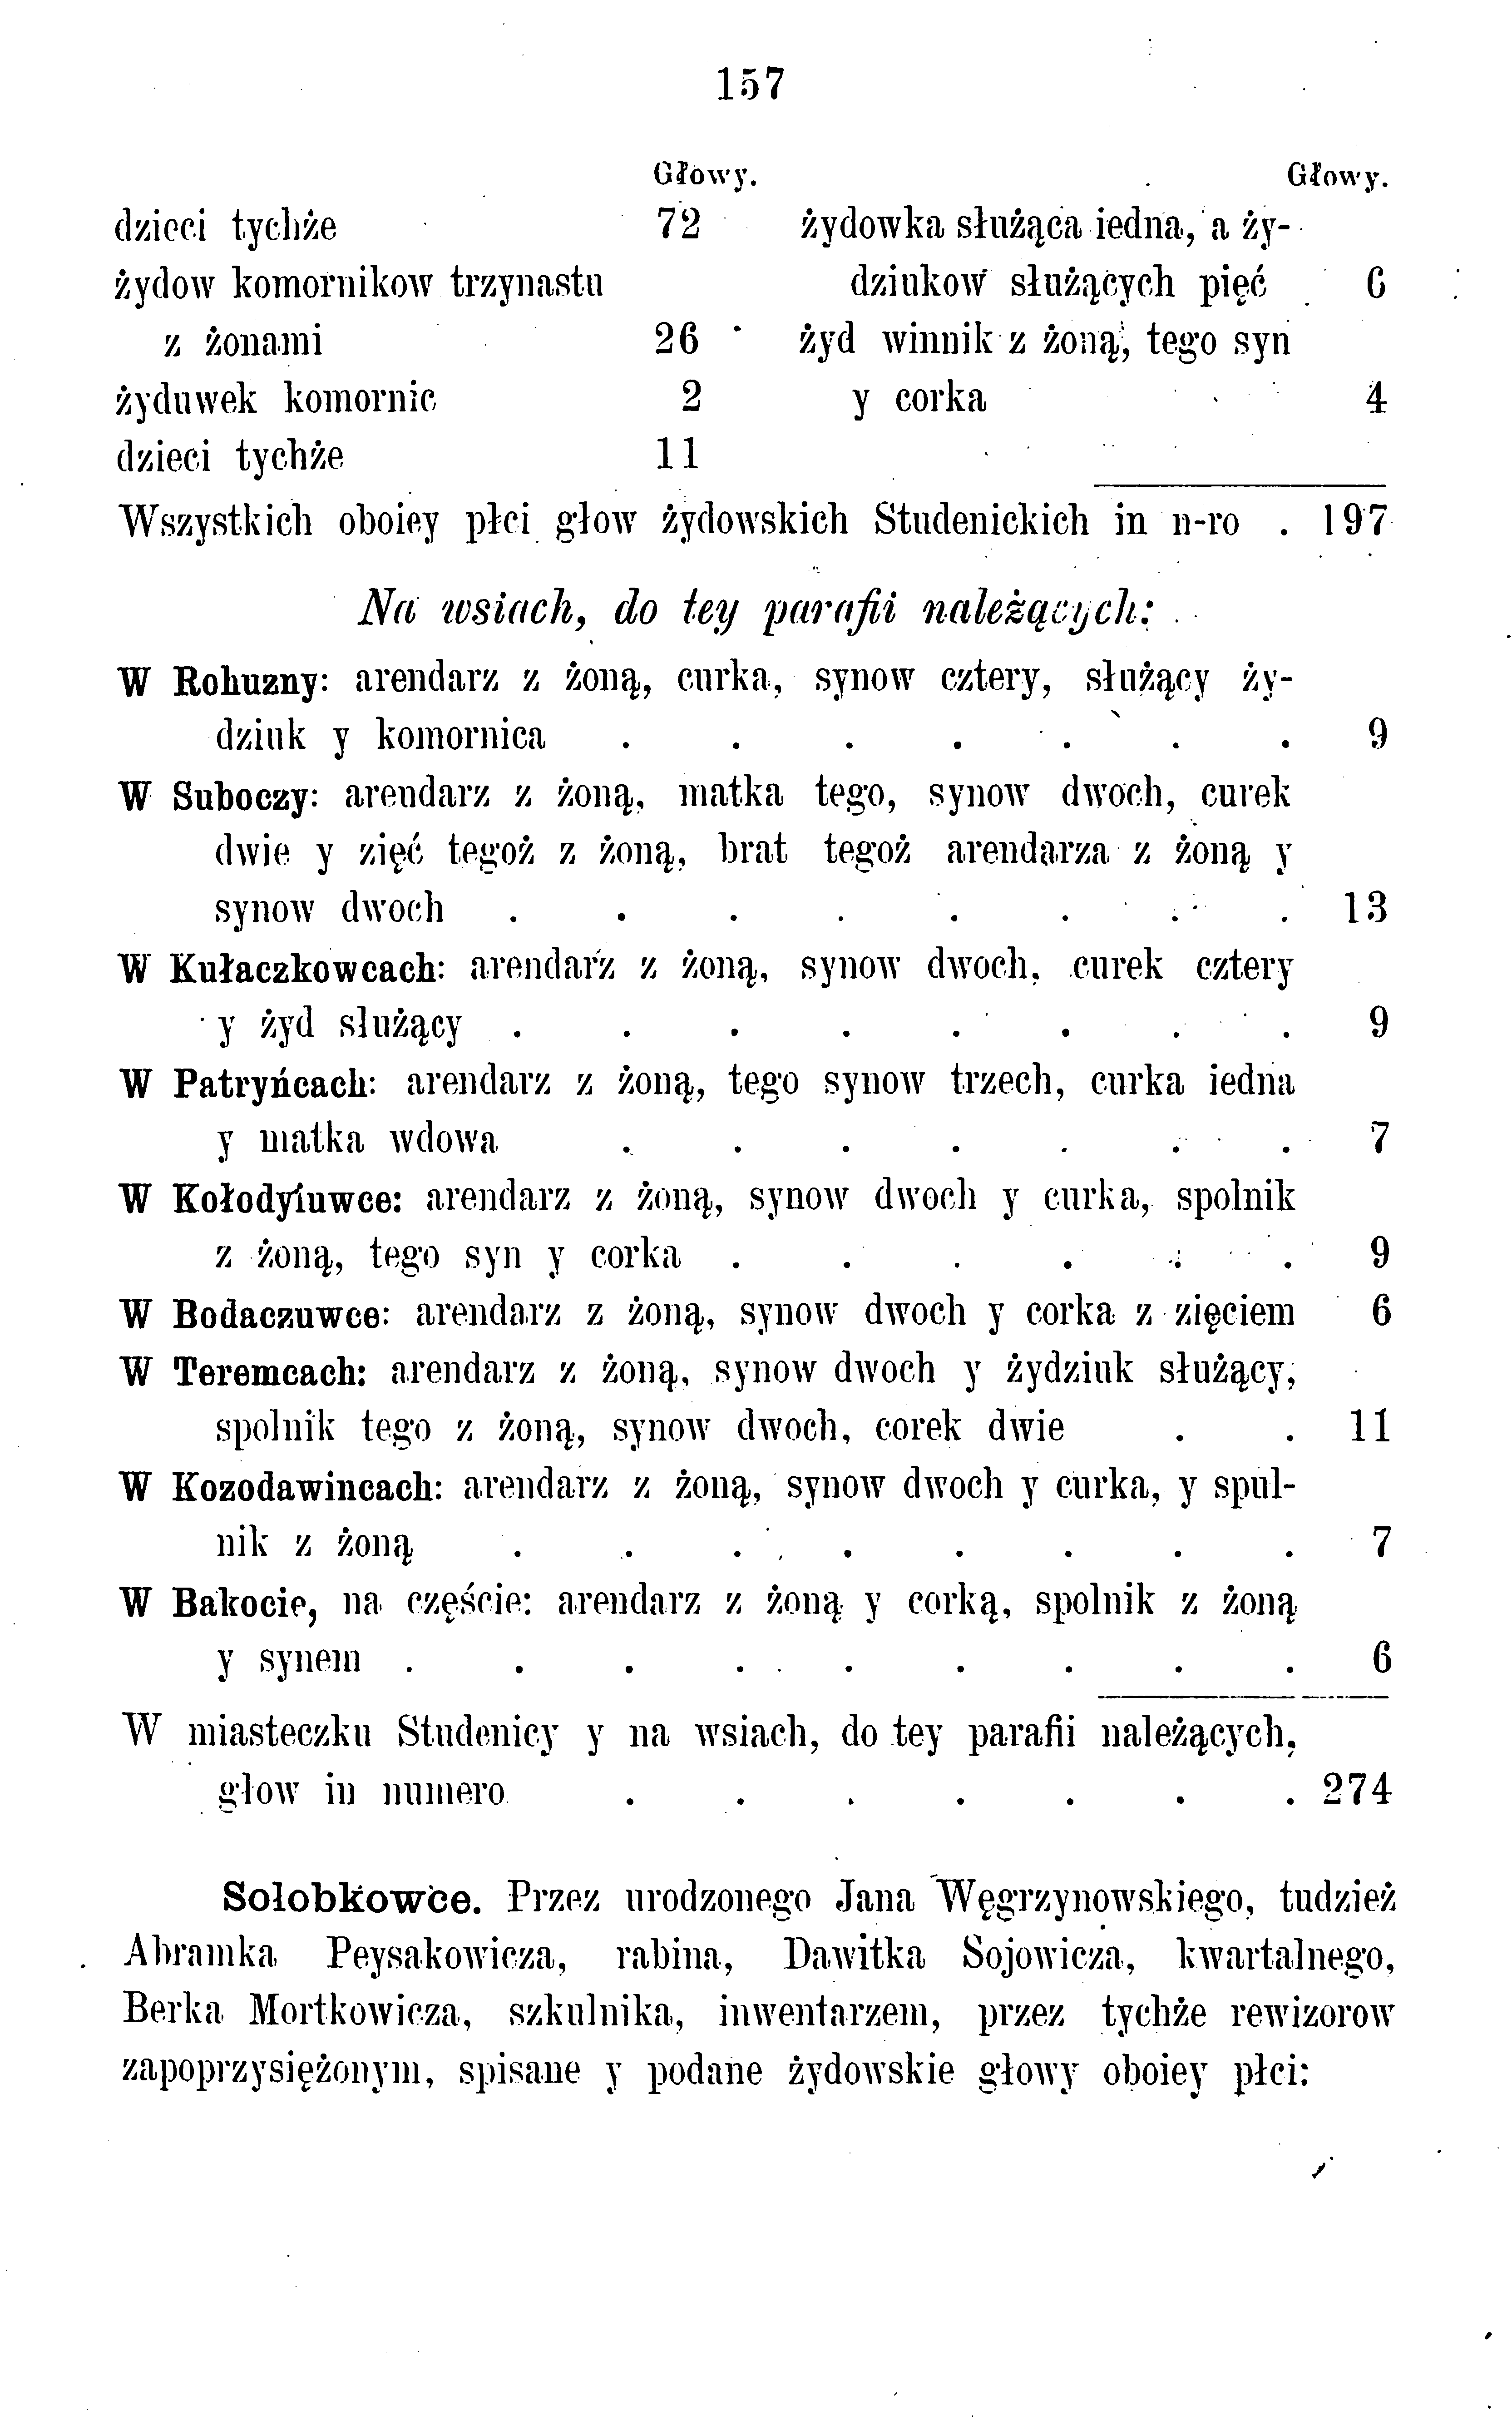 157
Głowy.
dzieci tychże 72
żydow komornikow trzynastu
z żonami 26
żyduwek komornic 2
dzieci tychże 11
Głowy.
żydowka służąca iedna, a ży-
dziukow służących pięć 6
żyd winnik z żoną, tego syn
y corka 4
Wszystkich oboiey płci głow żydowskich Studenickich in n-ro . 197
Na wsiach, do tey parafii należących:
W Rohuzny: arendarz z żoną, curka, synow cztery, służący ży-
dziuk y komornica . . . . . . . 9
W Suboczy: arendarz z żoną, matka tego, synow dwoch, curek
dwie y zięć tegoż z żoną, brat tegoż arendarza z żoną y
synow dwoch . . . . . . . . 13
W Kułaczkowcach: arendarz z żoną, synow dwoch, curek cztery
y żyd służący . . . . . . . . 9
W Patryńcach: arendarz z żoną, tego synow trzech, curka iedna
y matka wdowa . . . . . . . 7
W Kołodyiuwce: arendarz z żoną, synow dwoch y curka, spolnik
z żoną, tego syn y corka . . . . . . 9
W Bodaczuwce: arendarz z żoną, synow dwoch y corka z zięciem 6
W Teremcach: arendarz z żoną, synow dwoch y żydziuk służący,
spolnik tego z żoną, synow dwoch, corek dwie . . 11
W Kozodawincach: arendarz z żoną, synow dwoch y curka, y spul-
nik z żoną . . . . . . . . 7
W Bakocie, na częście: arendarz z żoną y corką, spolnik z żoną
y synem . . . . . . . . . 6
W miasteczku Studenicy y na wsiach, do tey parafii należących,
głow in numero . . . . . . . 274
Sołobkowce. Przez urodzonego Jana Węgrzynowskiego, tudzież
Abramka Peysakowicza, rabina, Dawitka Sojowicza, kwartalnego,
Berka Mortkowicza, szkulnika, inwentarzem, przez tychże rewizorow
zapoprzysiężonym, spisane y podane żydowskie głowy oboiey płci: